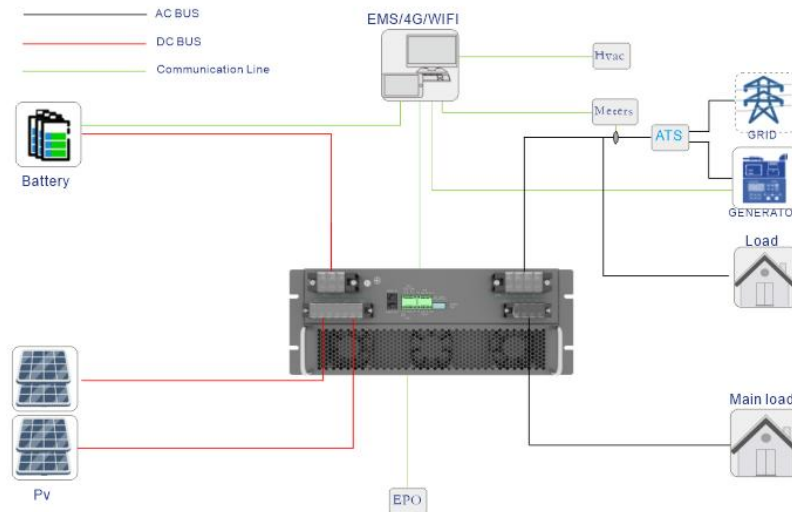 AC BUS
EMS/4G/WIFI
DC BUS
Communication Line
Hvac
Meters
ATS
GRID
Battery
GENERATO
Load
Main load
Pv
EPO